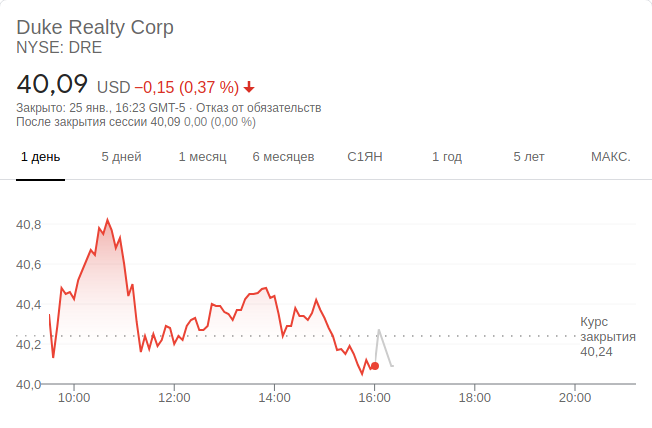 Duke Realty Corp
NYSE: DRE
40,09 USD −0,15 (0,37 %)
Закрыто: 25 янв., 16:23 GMT-5 · Отказ от обязательств
После закрытия сессии 40,09 0,00 (0,00 %)
1 день 5 дней 1 месяц 6 месяцев С1ЯН 1 год 5 лет МАКС.
40,8
40,6
40,4
Курс
закрытия
40,24
40,2
40,0
10:00 12:00 14:00 16:00 18:00 20:00